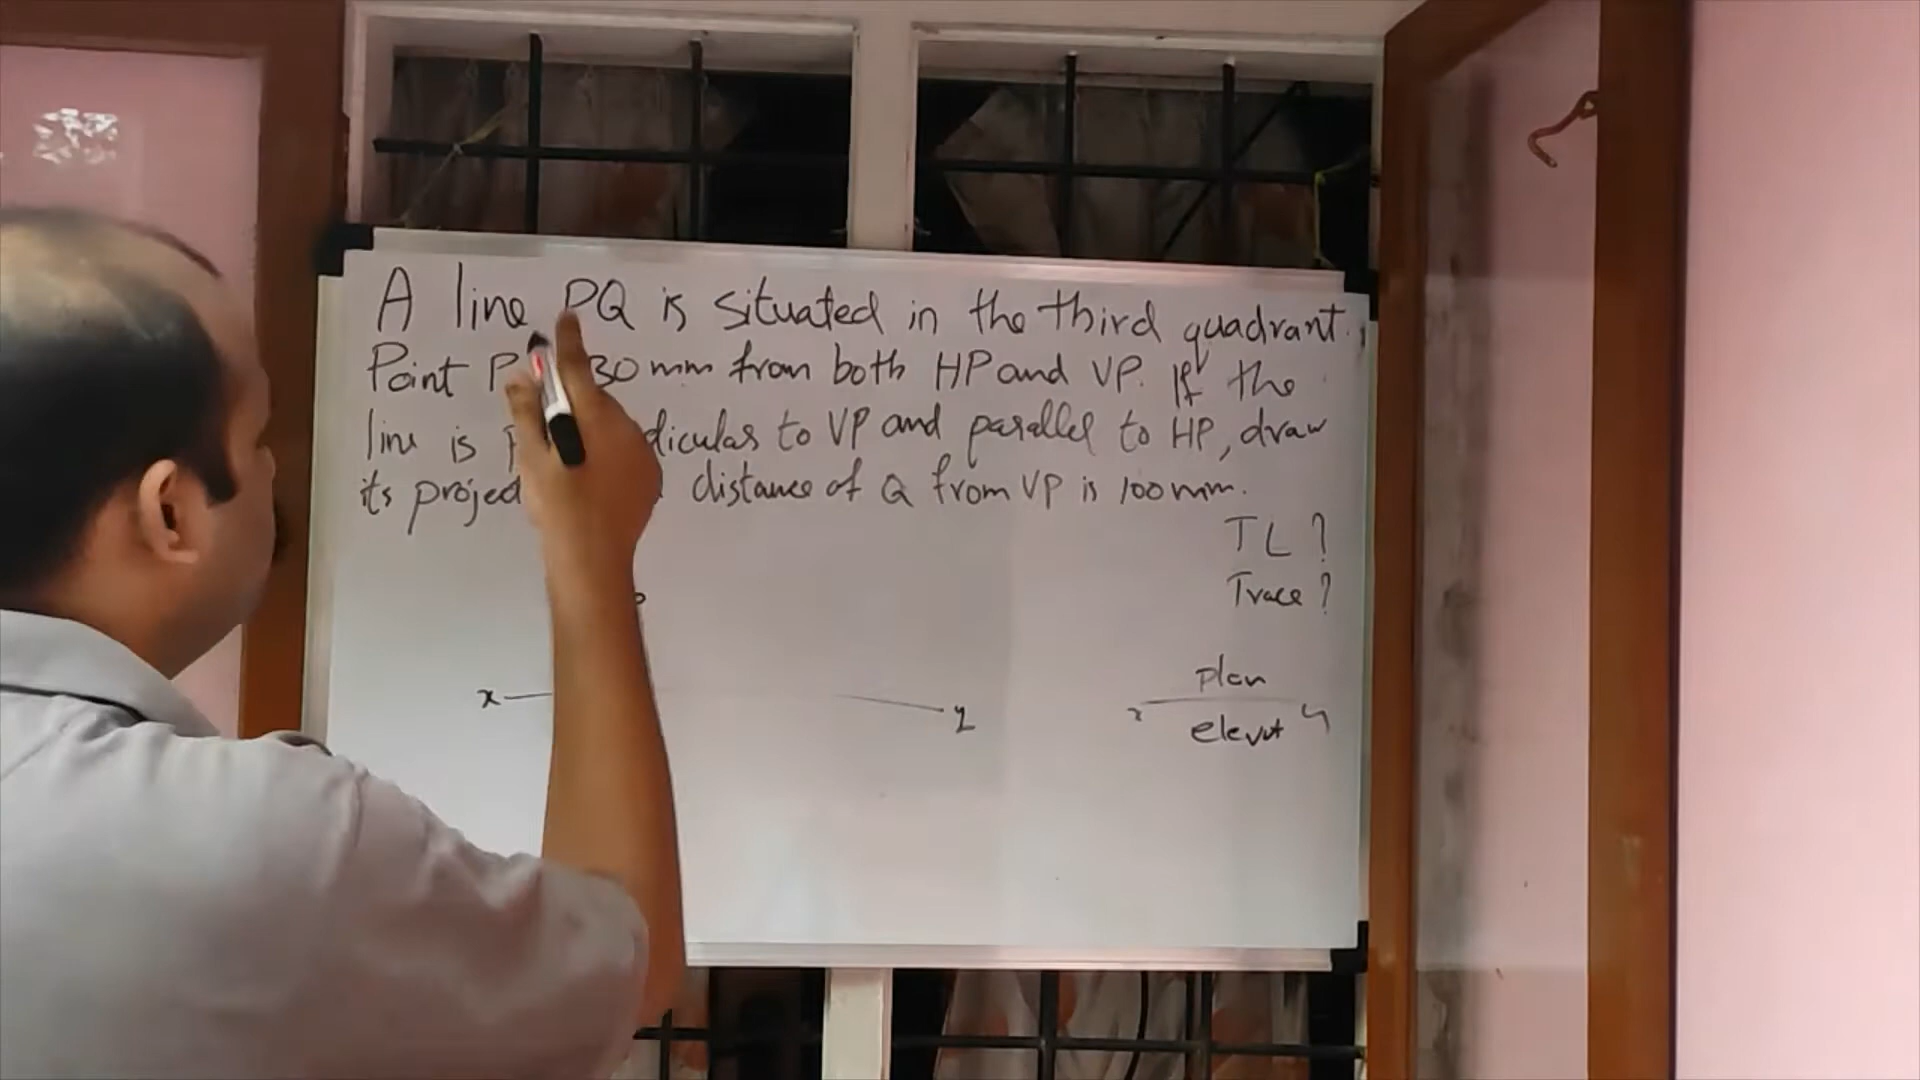 A line PQ is situated in the third quadrant.
Point P 30 mm from both HP and VP. If the
line is to VP and parallel to HP, draw
its distance of Q from VP is 100 mm.
TL ?
Trace ?
plan
x y
x y
elevat